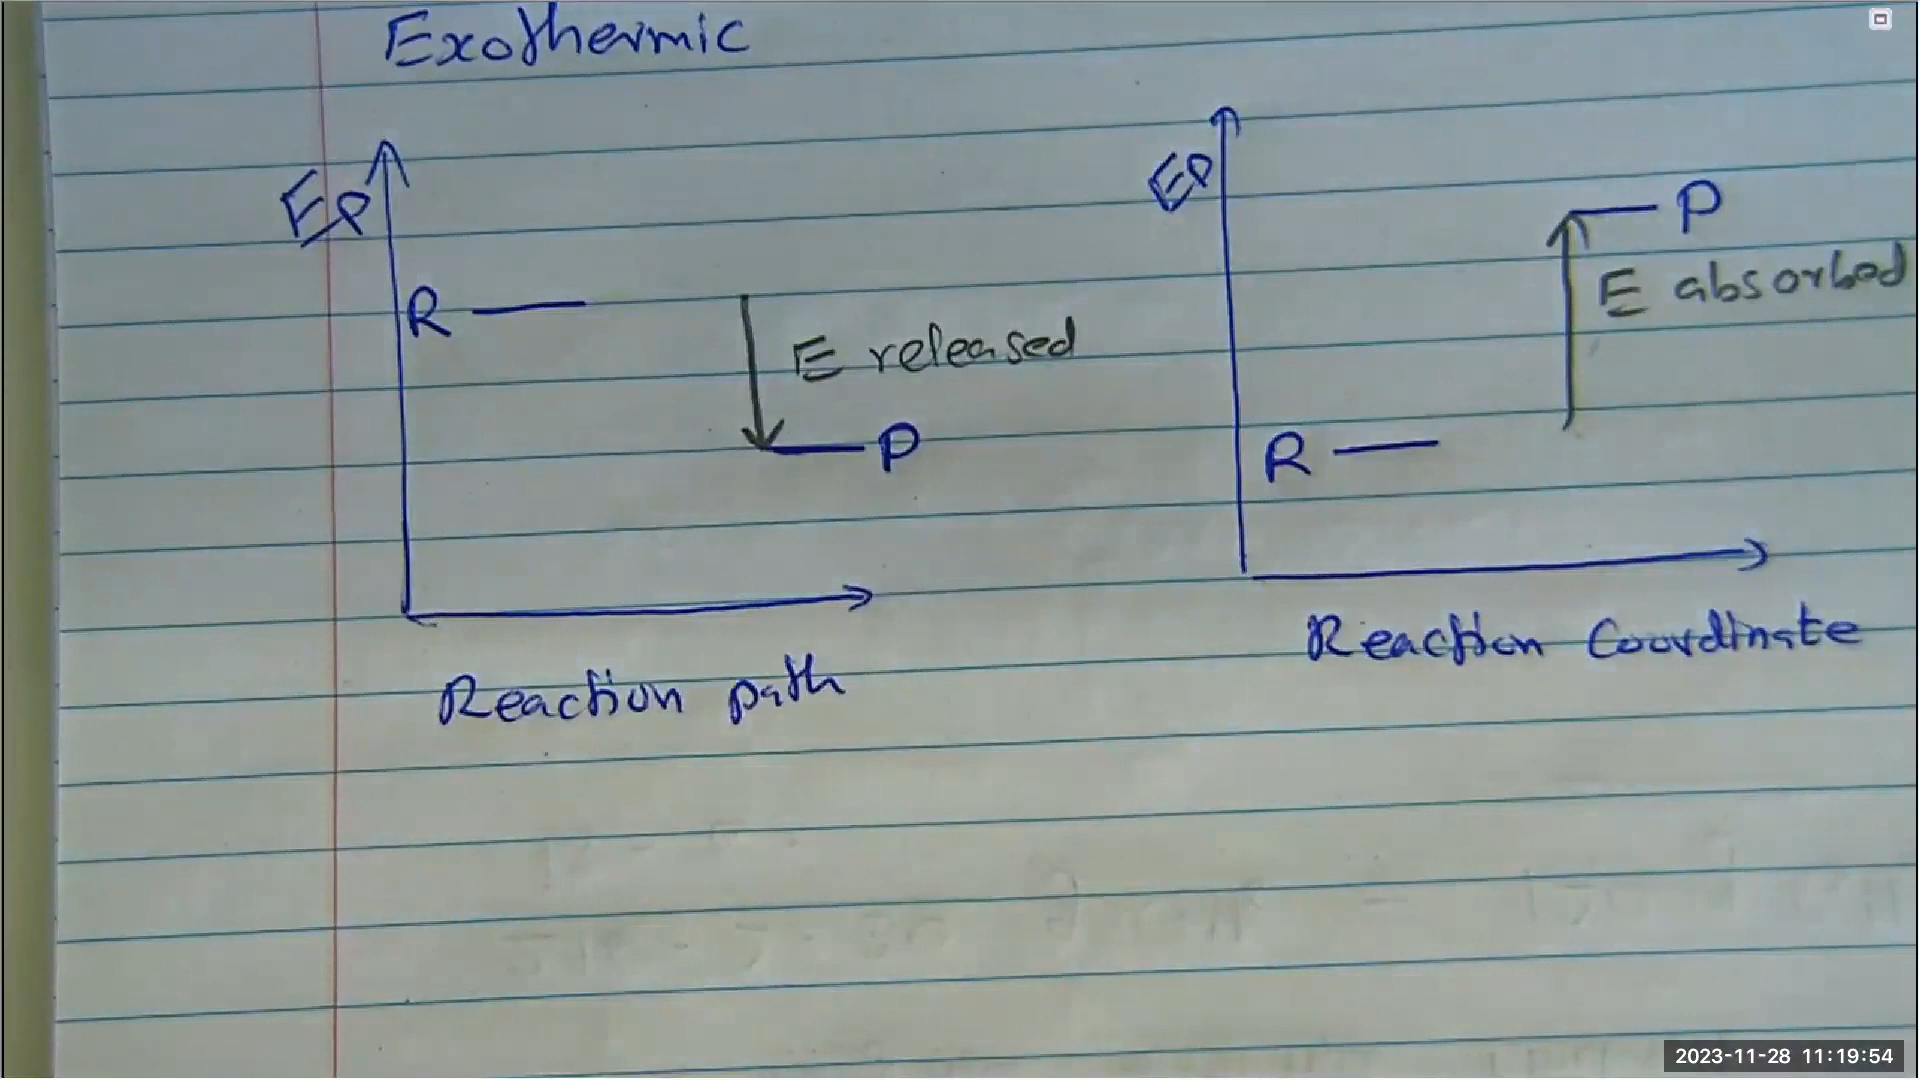 Exothermic
Ep
R
E released
P
Reaction path
Ep
P
E absorbed
R
Reaction Coordinate
2023-11-28 11:19:54